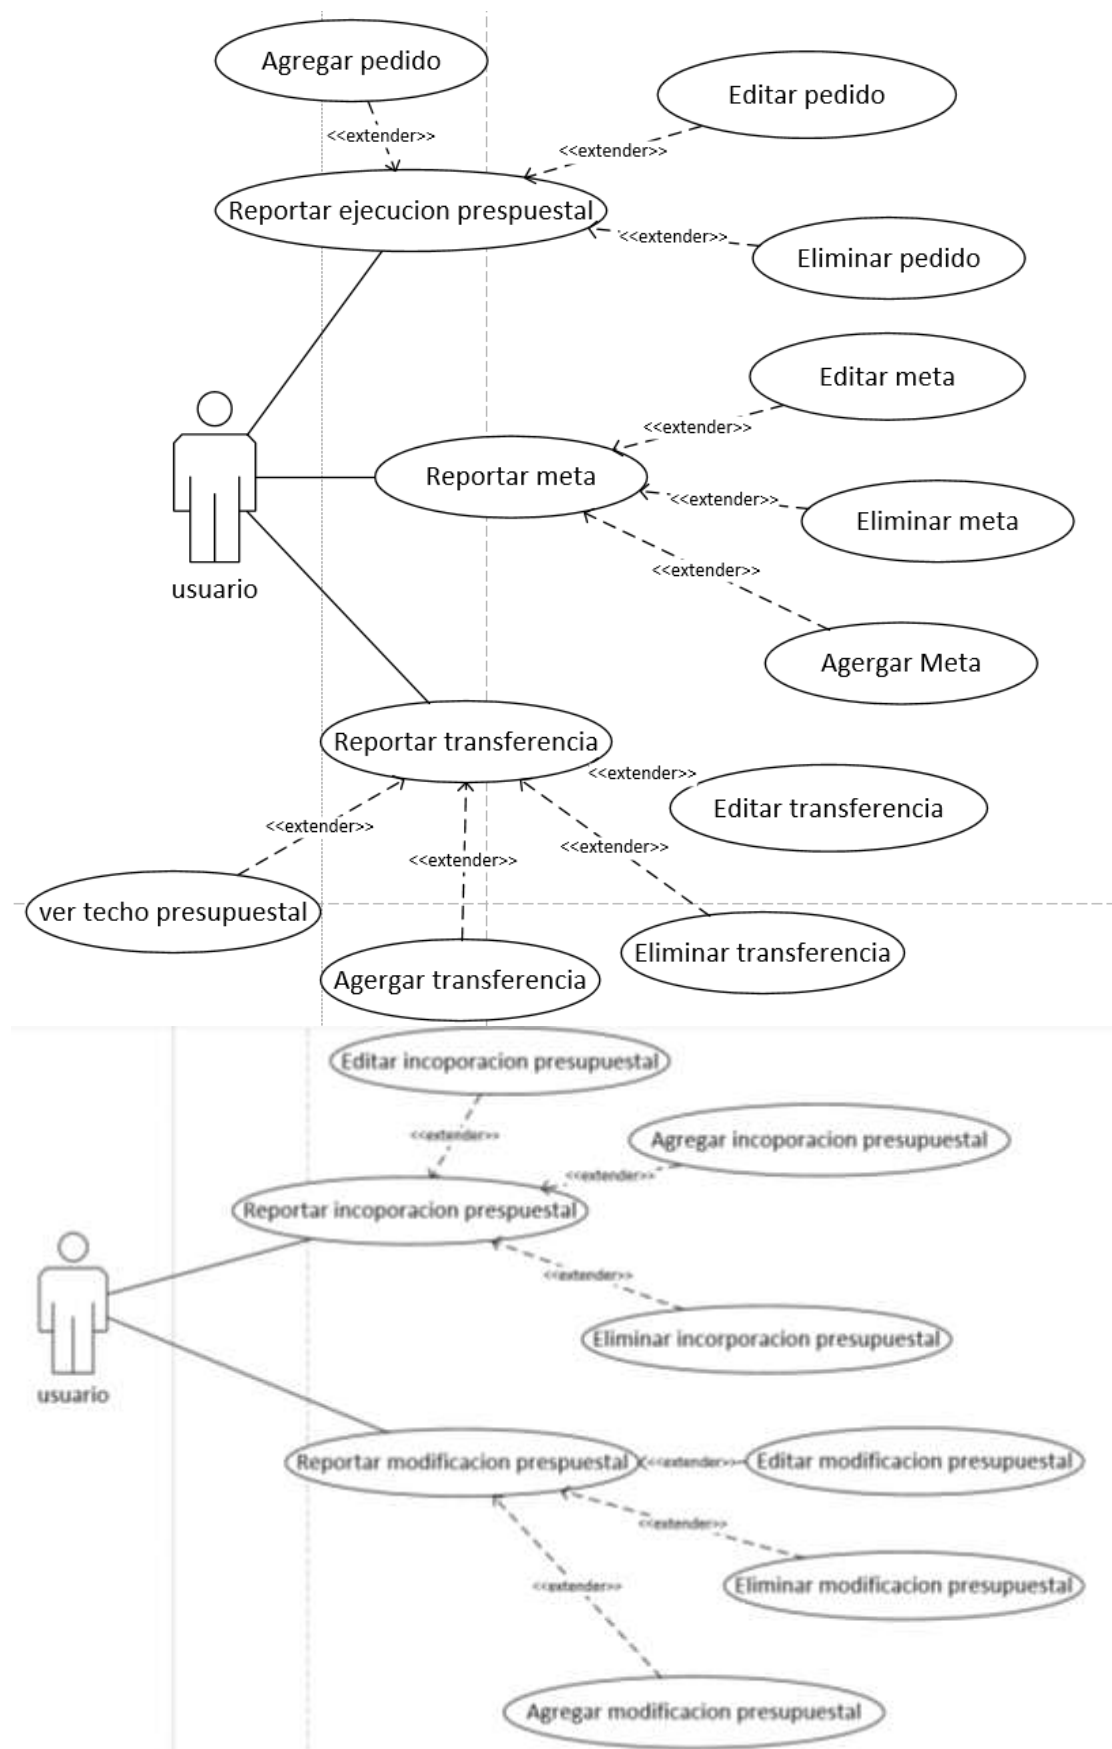 Agregar pedido
Editar pedido
<<extender>>
<<extender>>
Reportar ejecucion prespuestal
<<extender>>
Eliminar pedido
Editar meta
<<extender>>
Reportar meta
<<extender>>
Eliminar meta
<<extender>>
usuario
Agergar Meta
Reportar transferencia
<<extender>>
Editar transferencia
<<extender>>
<<extender>>
<<extender>>
ver techo presupuestal
Eliminar transferencia
Agergar transferencia
Editar incoporacion presupuestal
<<extender>>
Agregar incoporacion presupuestal
<<extender>>
Reportar incoporacion prespuestal
<<extender>>
Eliminar incorporacion presupuestal
usuario
Reportar modificacion prespuestal
<<extender>>
Editar modificacion presupuestal
<<extender>>
<<extender>>
Eliminar modificacion presupuestal
Agregar modificacion presupuestal